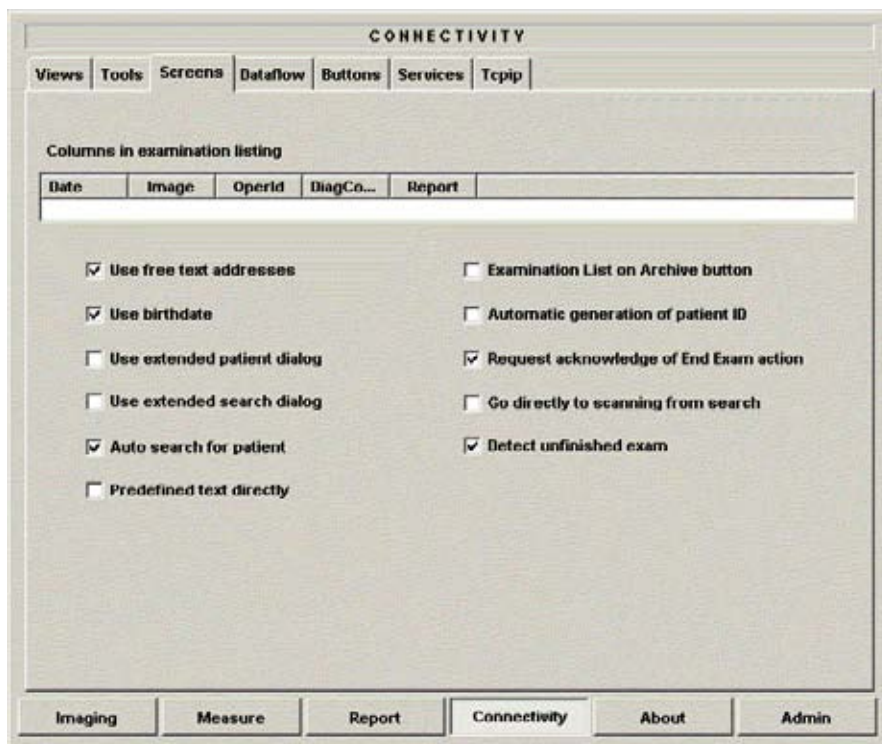 CONNECTIVITY
Views Tools Screens Dataflow Buttons Services Tcpip
Columns in examination listing
Date Image OperId DiagCo... Report
Use free text addresses
Use birthdate
Use extended patient dialog
Use extended search dialog
Auto search for patient
Predefined text directly
Examination List on Archive button
Automatic generation of patient ID
Request acknowledge of End Exam action
Go directly to scanning from search
Detect unfinished exam
Imaging Measure Report Connectivity About Admin